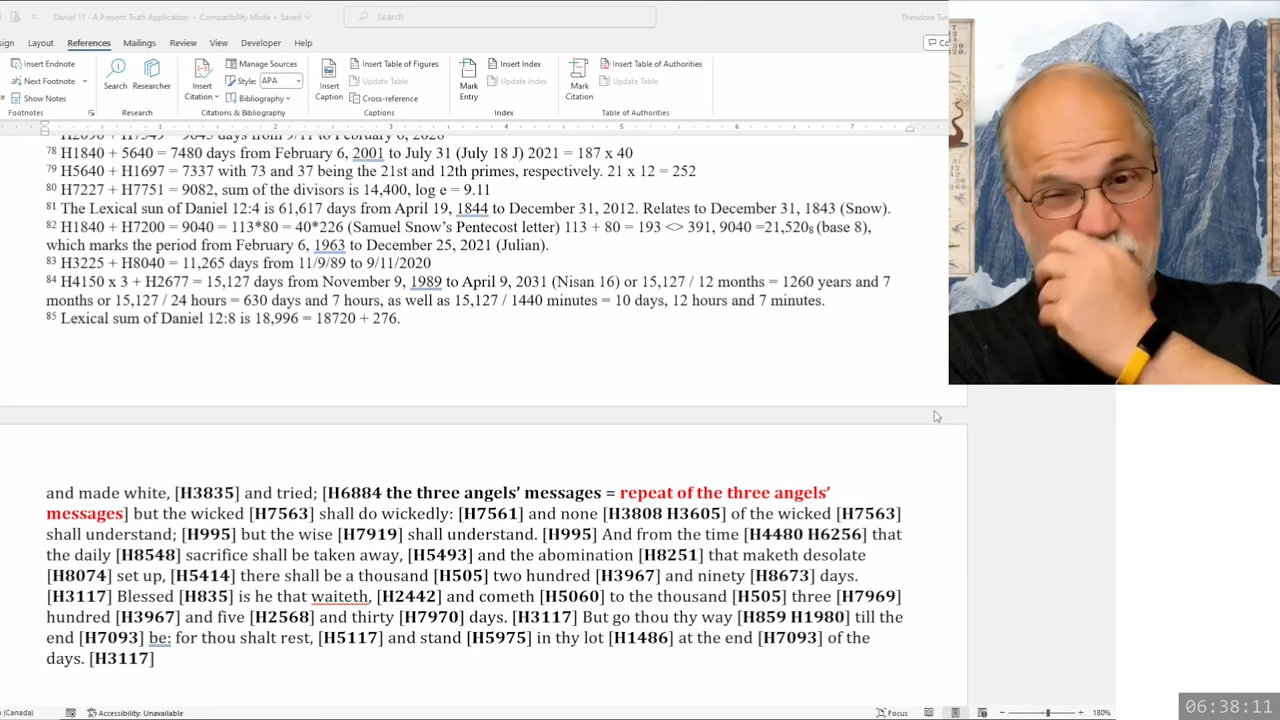 Daniel 11 - A Present Truth Application - Compatibility Mode • Saved
Search
Theodore Tur
sign Layout References Mailings Review View Developer Help
Insert Endnote
Next Footnote
Show Notes
Footnotes
Search
Researcher
Research
Insert Citation
Manage Sources
Style: APA
Bibliography
Citations & Bibliography
Insert Caption
Insert Table of Figures
Update Table
Cross-reference
Captions
Mark Entry
Insert Index
Update Index
Index
Mark Citation
Insert Table of Authorities
Update Table
Table of Authorities
78 H1840 + 5640 = 7480 days from February 6, 2001 to July 31 (July 18 J) 2021 = 187 x 40
79 H5640 + H1697 = 7337 with 73 and 37 being the 21st and 12th primes, respectively. 21 x 12 = 252
80 H7227 + H7751 = 9082, sum of the divisors is 14,400, log e = 9.11
81 The Lexical sun of Daniel 12:4 is 61,617 days from April 19, 1844 to December 31, 2012. Relates to December 31, 1843 (Snow).
82 H1840 + H7200 = 9040 = 113*80 = 40*226 (Samuel Snow's Pentecost letter) 113 + 80 = 193 <> 391, 9040 =21,520₈ (base 8),
which marks the period from February 6, 1963 to December 25, 2021 (Julian).
83 H3225 + H8040 = 11,265 days from 11/9/89 to 9/11/2020
84 H4150 x 3 + H2677 = 15,127 days from November 9, 1989 to April 9, 2031 (Nisan 16) or 15,127 / 12 months = 1260 years and 7
months or 15,127 / 24 hours = 630 days and 7 hours, as well as 15,127 / 1440 minutes = 10 days, 12 hours and 7 minutes.
85 Lexical sum of Daniel 12:8 is 18,996 = 18720 + 276.
and made white, [H3835] and tried; [H6884 the three angels' messages = repeat of the three angels'
messages] but the wicked [H7563] shall do wickedly: [H7561] and none [H3808 H3605] of the wicked [H7563]
shall understand; [H995] but the wise [H7919] shall understand. [H995] And from the time [H4480 H6256] that
the daily [H8548] sacrifice shall be taken away, [H5493] and the abomination [H8251] that maketh desolate
[H8074] set up, [H5414] there shall be a thousand [H505] two hundred [H3967] and ninety [H8673] days.
[H3117] Blessed [H835] is he that waiteth, [H2442] and cometh [H5060] to the thousand [H505] three [H7969]
hundred [H3967] and five [H2568] and thirty [H7970] days. [H3117] But go thou thy way [H859 H1980] till the
end [H7093] be: for thou shalt rest, [H5117] and stand [H5975] in thy lot [H1486] at the end [H7093] of the
days. [H3117]
(Canada) Accessibility: Unavailable
Focus
180%
06:38:11